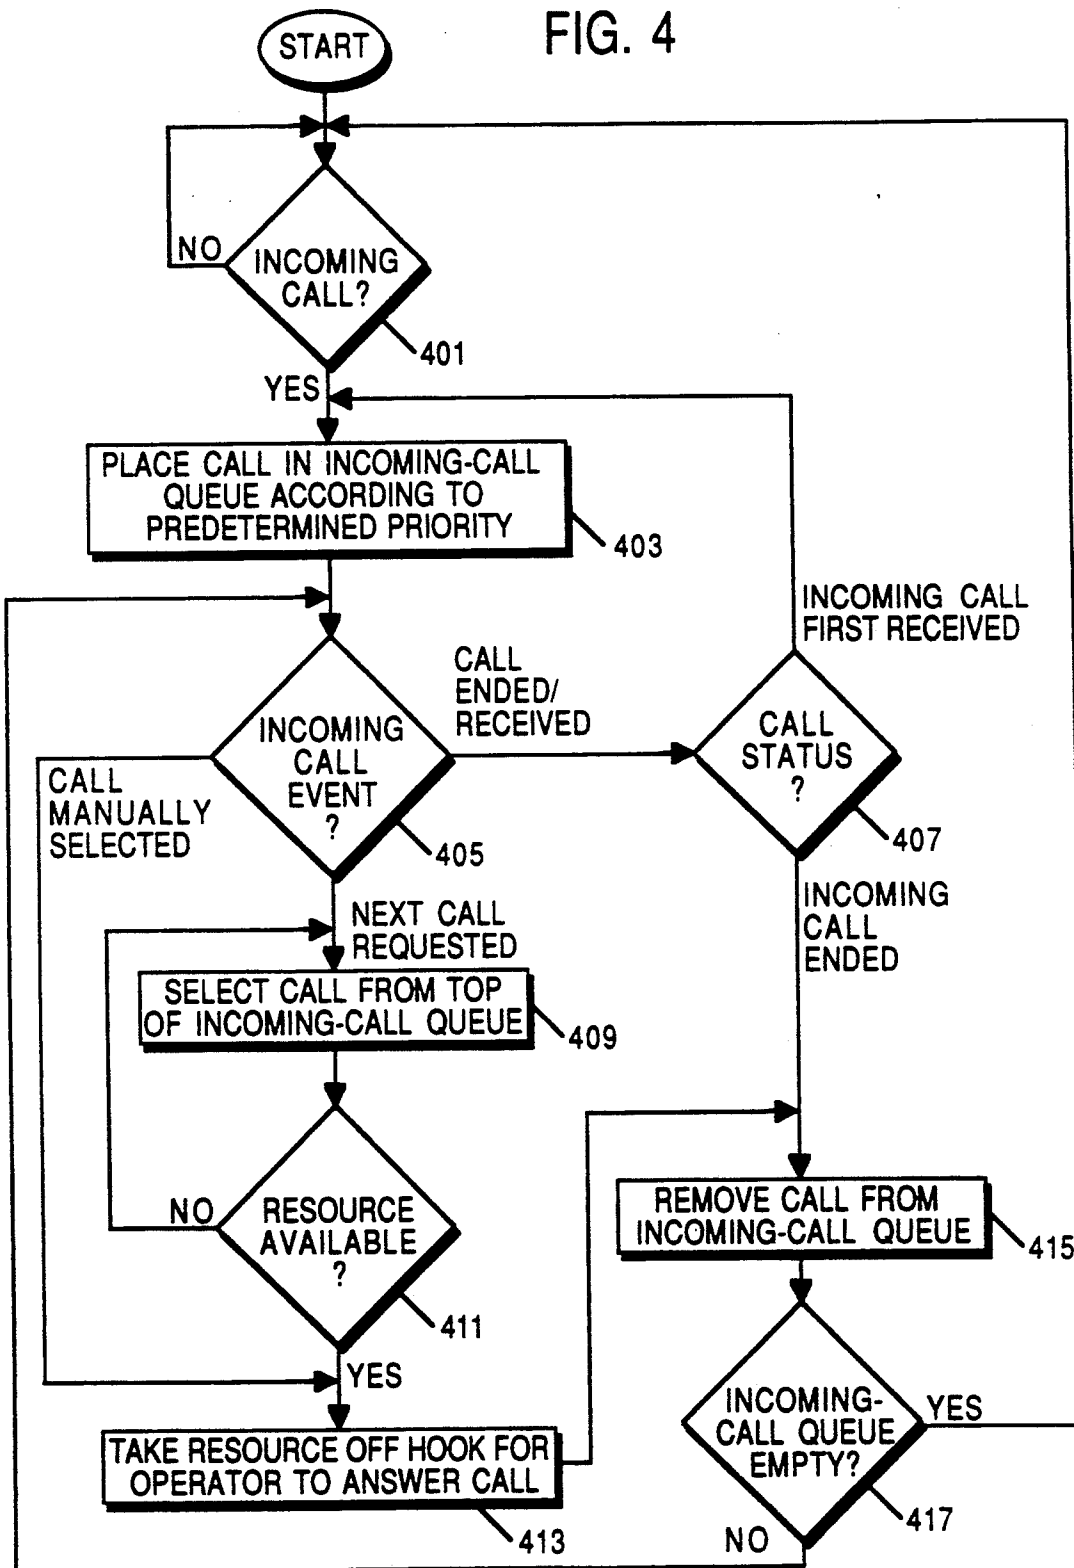 FIG. 4
START
NO
INCOMING
CALL?
401
YES
PLACE CALL IN INCOMING-CALL
QUEUE ACCORDING TO
PREDETERMINED PRIORITY
403
INCOMING CALL
FIRST RECEIVED
CALL
ENDED/
RECEIVED
INCOMING
CALL
EVENT
?
405
CALL
STATUS
?
407
CALL
MANUALLY
SELECTED
INCOMING
CALL
ENDED
NEXT CALL
REQUESTED
SELECT CALL FROM TOP
OF INCOMING-CALL QUEUE
409
NO
RESOURCE
AVAILABLE
?
411
YES
REMOVE CALL FROM
INCOMING-CALL QUEUE
415
TAKE RESOURCE OFF HOOK FOR
OPERATOR TO ANSWER CALL
413
INCOMING-
CALL QUEUE
EMPTY?
417
YES
NO